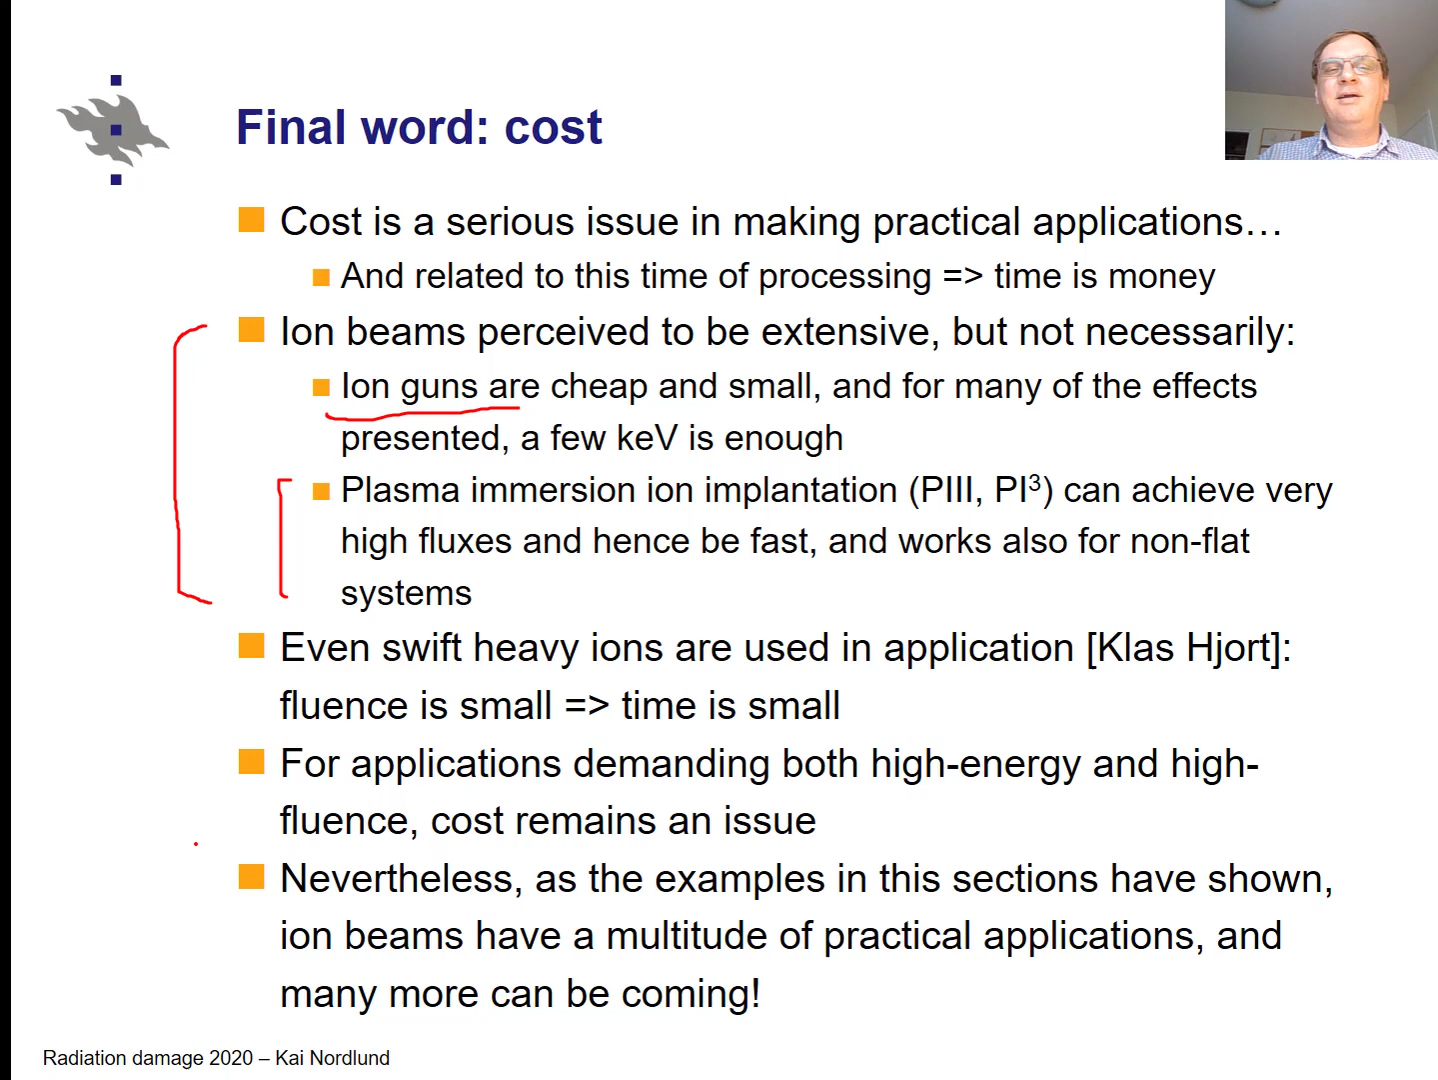 Final word: cost
Cost is a serious issue in making practical applications…
And related to this time of processing => time is money
Ion beams perceived to be extensive, but not necessarily:
Ion guns are cheap and small, and for many of the effects
presented, a few keV is enough
Plasma immersion ion implantation (PIII, PI³) can achieve very
high fluxes and hence be fast, and works also for non-flat
systems
Even swift heavy ions are used in application [Klas Hjort]:
fluence is small => time is small
For applications demanding both high-energy and high-
fluence, cost remains an issue
Nevertheless, as the examples in this sections have shown,
ion beams have a multitude of practical applications, and
many more can be coming!
Radiation damage 2020 – Kai Nordlund